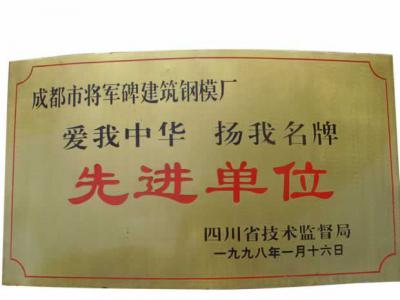 成都市将军碑建筑钢模厂
爱我中华 扬我名牌
先进单位
四川省技术监督局
一九九八年一月十六日